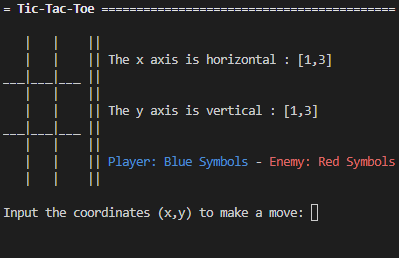 = Tic-Tac-Toe ==========================================
   |   |    ||
   |   |    || The x axis is horizontal : [1,3]
___|___|___ ||
   |   |    ||
   |   |    || The y axis is vertical : [1,3]
___|___|___ ||
   |   |    ||
   |   |    || Player: Blue Symbols - Enemy: Red Symbols
   |   |    ||
Input the coordinates (x,y) to make a move: